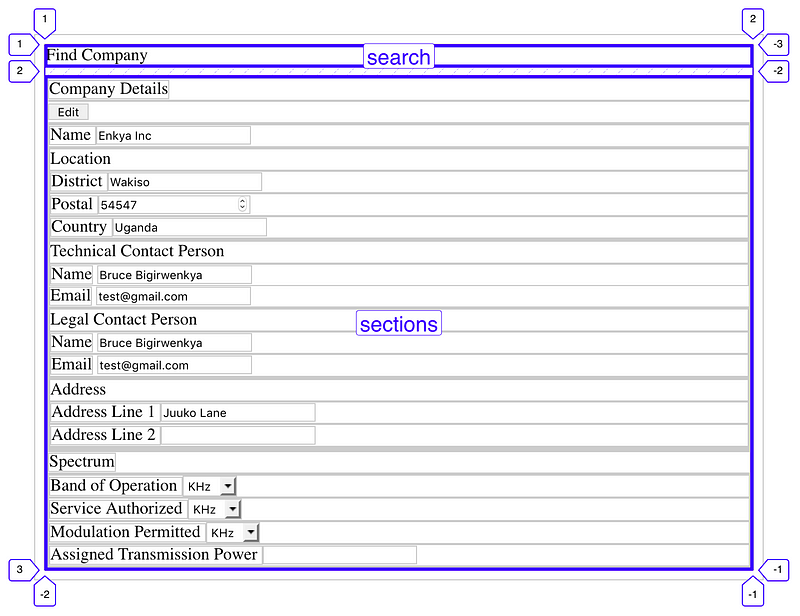 1 2
1 -3
Find Company search
2 -2
Company Details
Edit
Name Enkya Inc
Location
District Wakiso
Postal 54547
Country Uganda
Technical Contact Person
Name Bruce Bigirwenkya
Email test@gmail.com
Legal Contact Person
sections
Name Bruce Bigirwenkya
Email test@gmail.com
Address
Address Line 1 Juuko Lane
Address Line 2
Spectrum
Band of Operation KHz
Service Authorized KHz
Modulation Permitted KHz
Assigned Transmission Power
3 -1
-2 -1